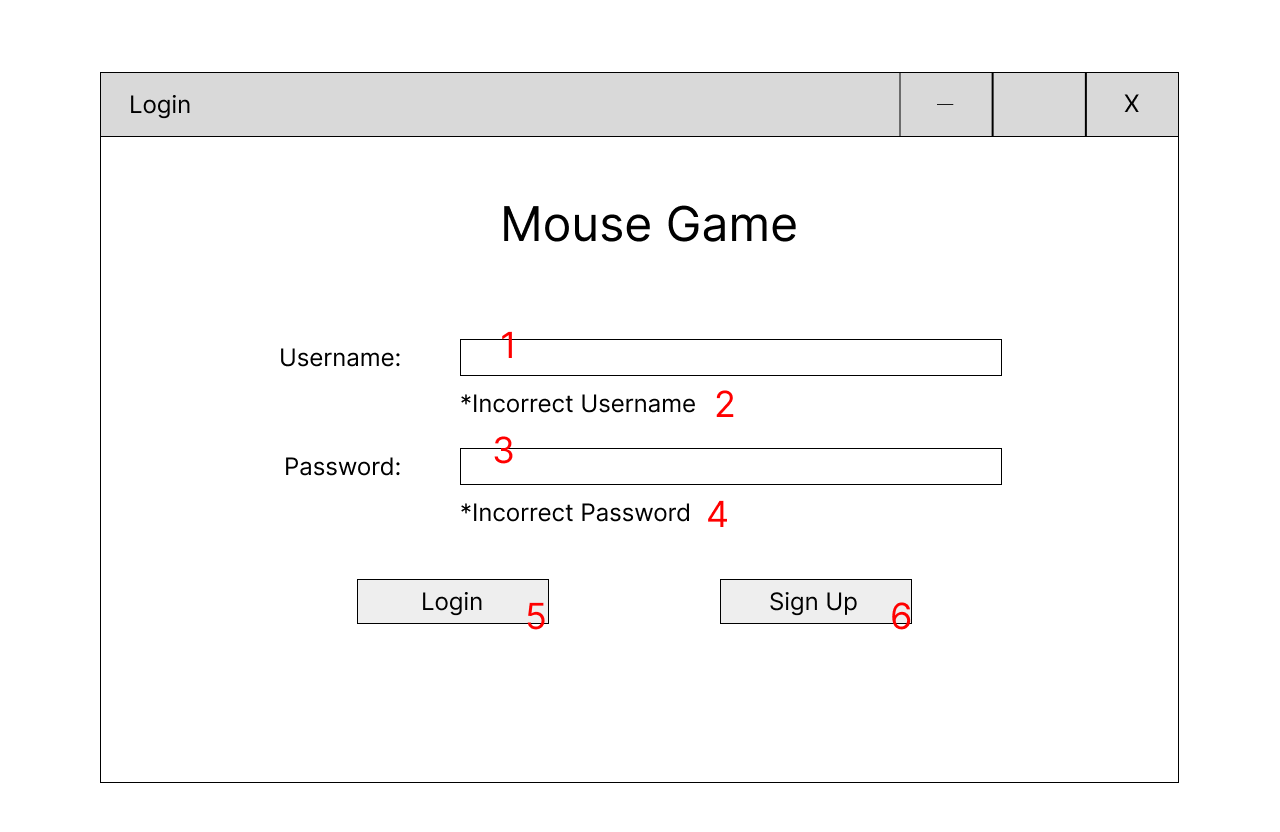 Login — X
Mouse Game
Username: 1
*Incorrect Username 2
Password: 3
*Incorrect Password 4
Login 5 Sign Up 6